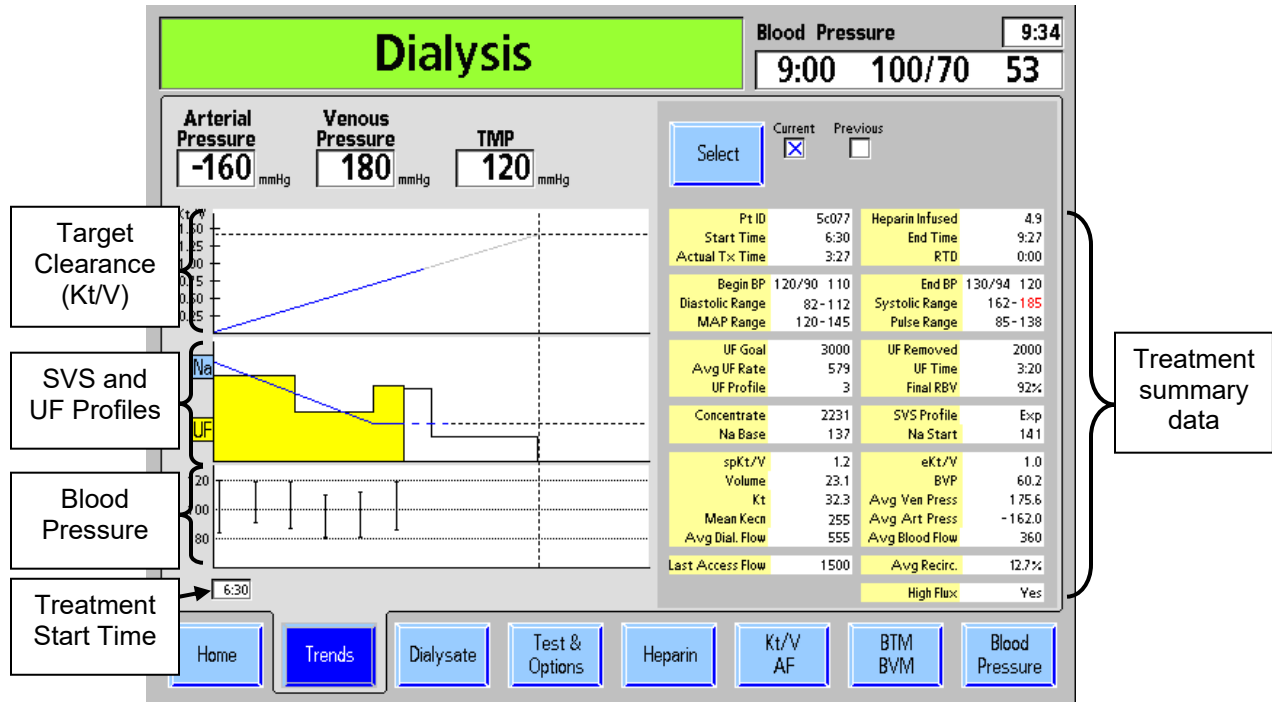 Dialysis
Blood Pressure 9:34
9:00 100/70 53
Arterial Pressure
-160 mmHg
Venous Pressure
180 mmHg
TMP
120 mmHg
Select
Current Previous
Target Clearance (Kt/V)
SVS and UF Profiles
Na
UF
Blood Pressure
100
80
Treatment Start Time
6:30
Pt ID 5c077 Heparin Infused 4.9
Start Time 6:30 End Time 9:27
Actual Tx Time 3:27 RTD 0:00
Begin BP 120/90 110 End BP 130/94 120
Diastolic Range 82-112 Systolic Range 162-185
MAP Range 120-145 Pulse Range 85-138
UF Goal 3000 UF Removed 2000
Avg UF Rate 579 UF Time 3:20
UF Profile 3 Final RBV 92%
Concentrate 2231 SVS Profile Exp
Na Base 137 Na Start 141
spKt/V 1.2 eKt/V 1.0
Volume 23.1 BVP 60.2
Kt 32.3 Avg Ven Press 175.6
Mean Kecn 255 Avg Art Press -162.0
Avg Dial. Flow 555 Avg Blood Flow 360
Last Access Flow 1500 Avg Recirc. 12.7%
High Flux Yes
Treatment summary data
Home
Trends
Dialysate
Test & Options
Heparin
Kt/V AF
BTM BVM
Blood Pressure